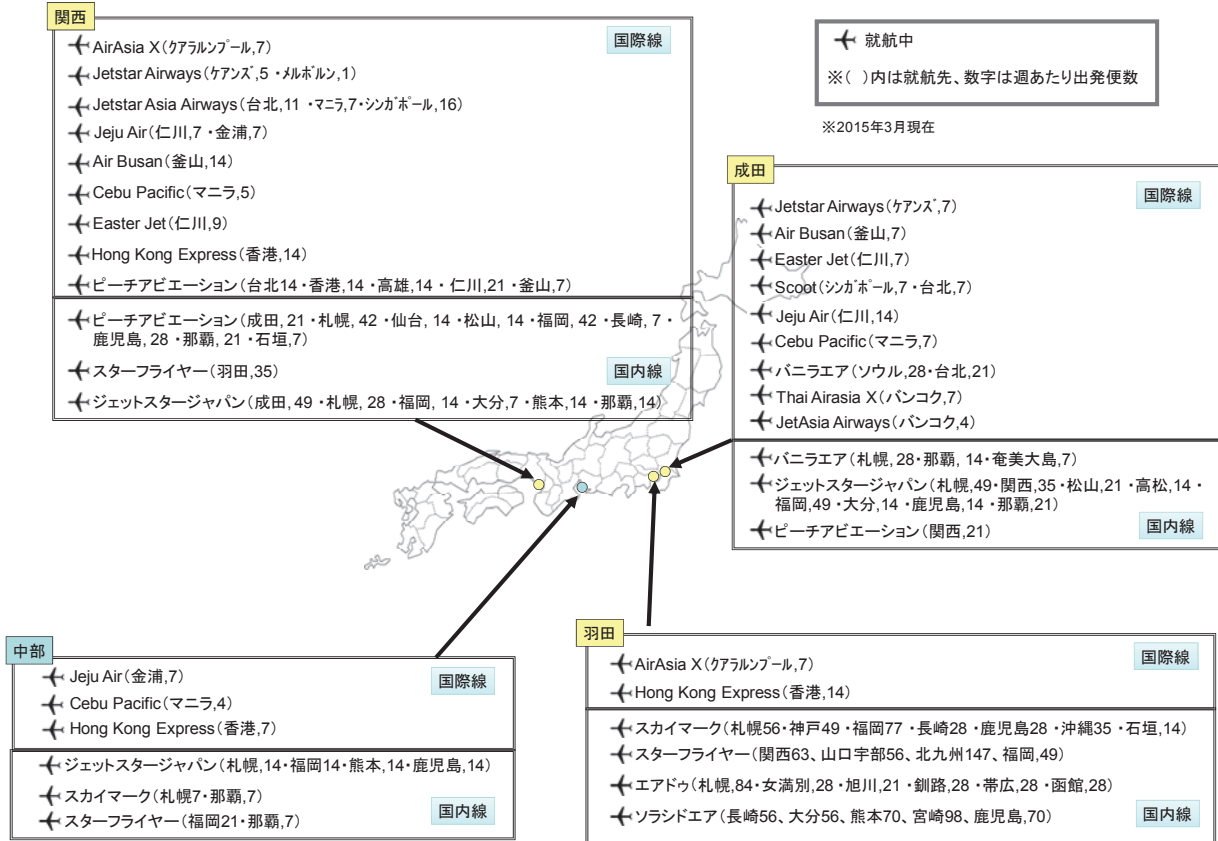 関西
国際線
AirAsia X(クアラルンプール,7)
Jetstar Airways(ケアンズ,5 ・メルボルン,1)
Jetstar Asia Airways(台北,11 ・マニラ,7・シンガポール,16)
Jeju Air(仁川,7 ・金浦,7)
Air Busan(釜山,14)
Cebu Pacific(マニラ,5)
Easter Jet(仁川,9)
Hong Kong Express(香港,14)
ピーチアビエーション(台北14 ・香港,14 ・高雄,14 ・ 仁川,21 ・釜山,7)
ピーチアビエーション(成田, 21 ・札幌, 42 ・仙台, 14 ・松山, 14 ・福岡, 42 ・長崎, 7 ・
鹿児島, 28 ・那覇, 21 ・石垣,7)
スターフライヤー(羽田,35)
国内線
ジェットスタージャパン(成田, 49 ・札幌, 28 ・福岡, 14 ・大分,7 ・熊本,14 ・那覇,14)
就航中
※( )内は就航先、数字は週あたり出発便数
※2015年3月現在
成田
国際線
Jetstar Airways(ケアンズ,7)
Air Busan(釜山,7)
Easter Jet(仁川,7)
Scoot(シンガポール,7 ・台北,7)
Jeju Air(仁川,14)
Cebu Pacific(マニラ,7)
バニラエア(ソウル,28・台北,21)
Thai Airasia X(バンコク,7)
JetAsia Airways(バンコク,4)
バニラエア(札幌, 28・那覇, 14・奄美大島,7)
ジェットスタージャパン(札幌,49・関西,35・松山,21 ・高松,14 ・
福岡,49 ・大分,14 ・鹿児島,14 ・那覇,21)
ピーチアビエーション(関西,21)
国内線
中部
国際線
Jeju Air(金浦,7)
Cebu Pacific(マニラ,4)
Hong Kong Express(香港,7)
ジェットスタージャパン(札幌,14・福岡14・熊本,14・鹿児島,14)
スカイマーク(札幌7・那覇,7)
スターフライヤー(福岡21・那覇,7)
国内線
羽田
国際線
AirAsia X(クアラルンプール,7)
Hong Kong Express(香港,14)
スカイマーク(札幌56・神戸49 ・福岡77 ・長崎28 ・鹿児島28 ・沖縄35 ・石垣,14)
スターフライヤー(関西63、山口宇部56、北九州147、福岡,49)
エアドゥ(札幌,84・女満別,28 ・旭川,21 ・釧路,28 ・帯広,28 ・函館,28)
ソラシドエア(長崎56、大分56、熊本70、宮崎98、鹿児島,70)
国内線